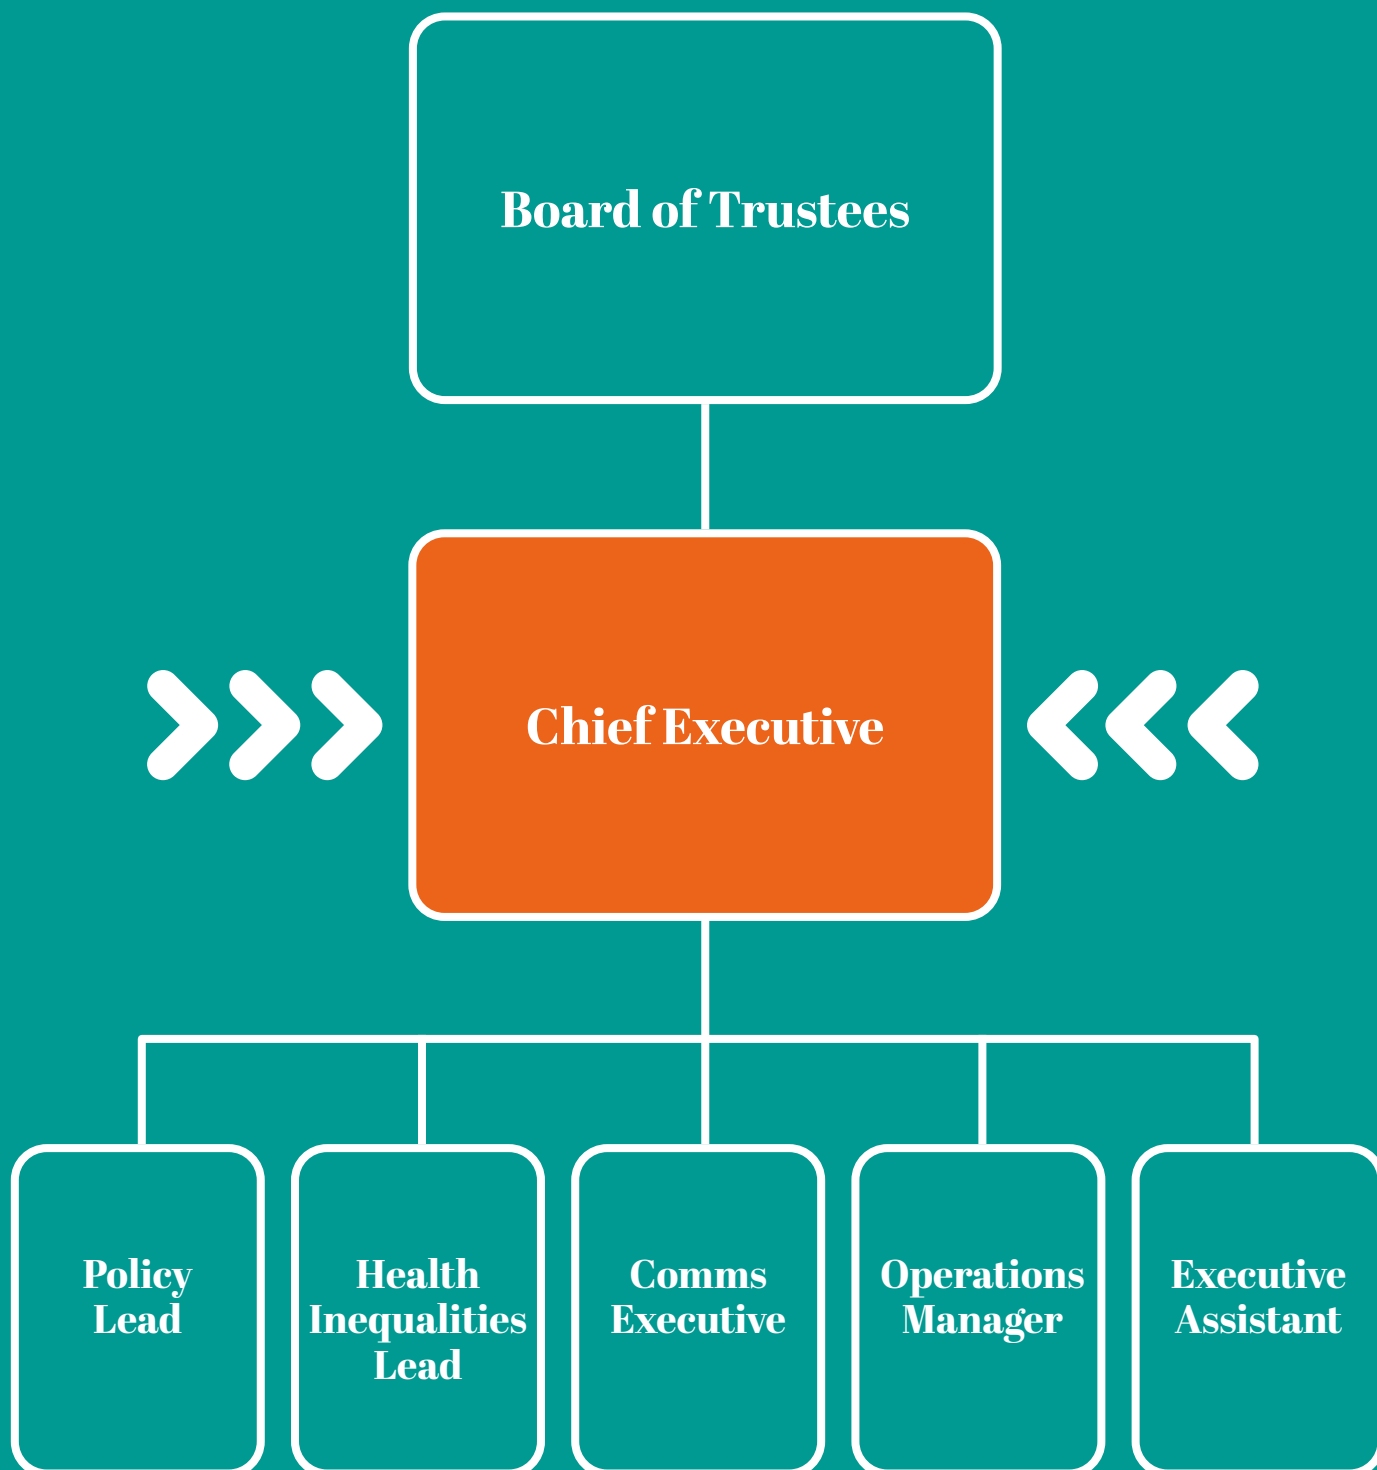 Board of Trustees
Chief Executive
Policy
Lead
Health
Inequalities
Lead
Comms
Executive
Operations
Manager
Executive
Assistant